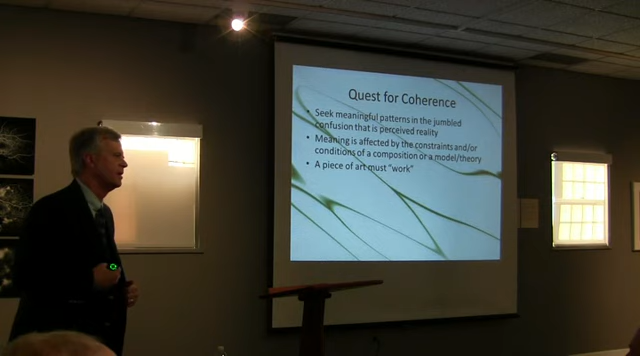 Quest for Coherence
• Seek meaningful patterns in the jumbled
confusion that is perceived reality
• Meaning is affected by the constraints and/or
conditions of a composition or a model/theory
• A piece of art must "work"